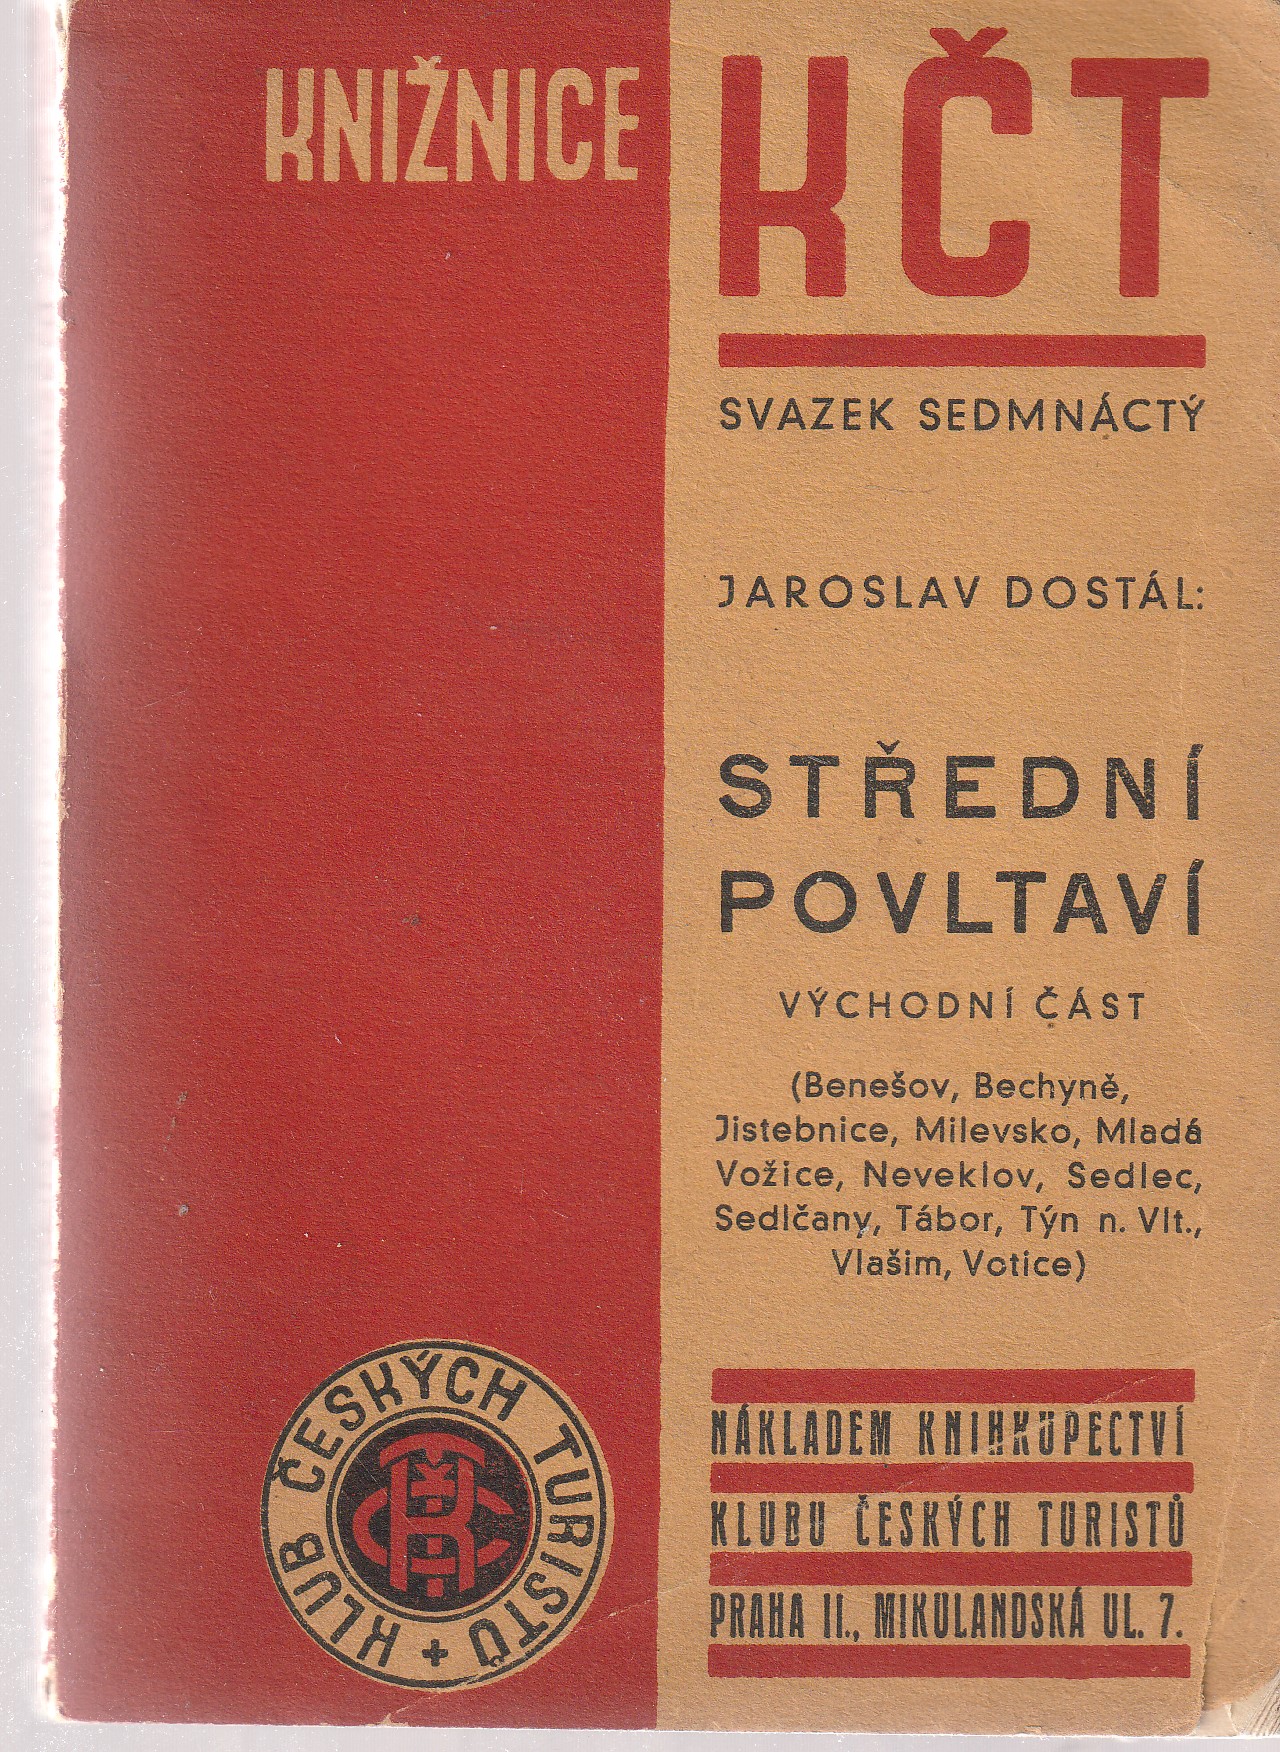 KNIŽNICE KČT
SVAZEK SEDMNÁCTÝ
JAROSLAV DOSTÁL:
STŘEDNÍ
POVLTAVÍ
VÝCHODNÍ ČÁST
(Benešov, Bechyně,
Jistebnice, Milevsko, Mladá
Vožice, Neveklov, Sedlec,
Sedlčany, Tábor, Týn n. Vlt.,
Vlašim, Votice)
NÁKLADEM KNIHKUPECTVÍ
KLUBU ČESKÝCH TURISTŮ
PRAHA II., MIKULANDSKÁ UL. 7.
KLUB ČESKÝCH TURISTŮ +
KČT